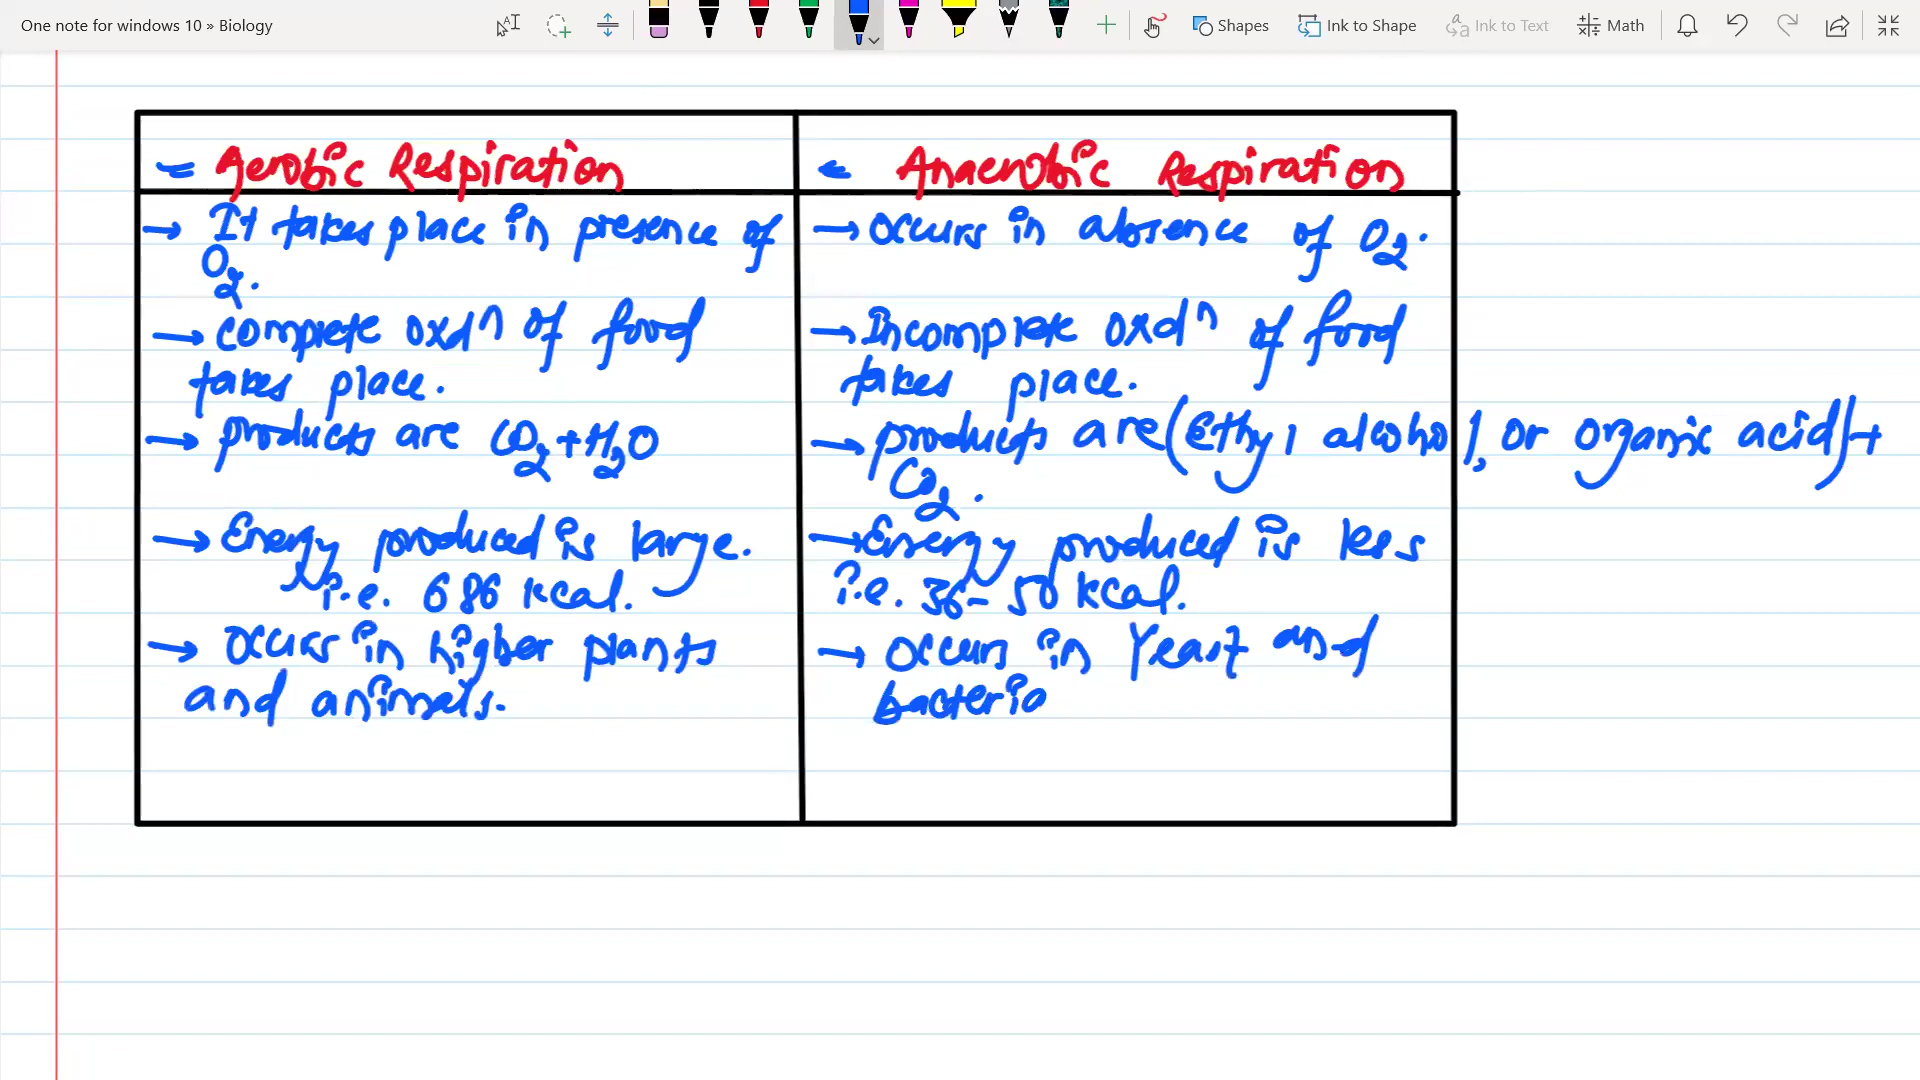 One note for windows 10 » Biology
Shapes
Ink to Shape
Ink to Text
Math
Aerobic Respiration
→ It takes place in presence of
O2.
→ complete oxdⁿ of food
takes place.
→ products are CO2+H2O
→ Energy produced is large.
i.e. 686 kcal.
→ occurs in higher plants
and animals.
Anaerobic Respiration
→ occurs in absence of O2.
→ Incomplete oxdⁿ of food
takes place.
→ products are (Ethyl alcohol, or organic acid) +
CO2.
→ Energy produced is less
i.e. 36-50 kcal.
→ occurs in Yeast and
bacteria